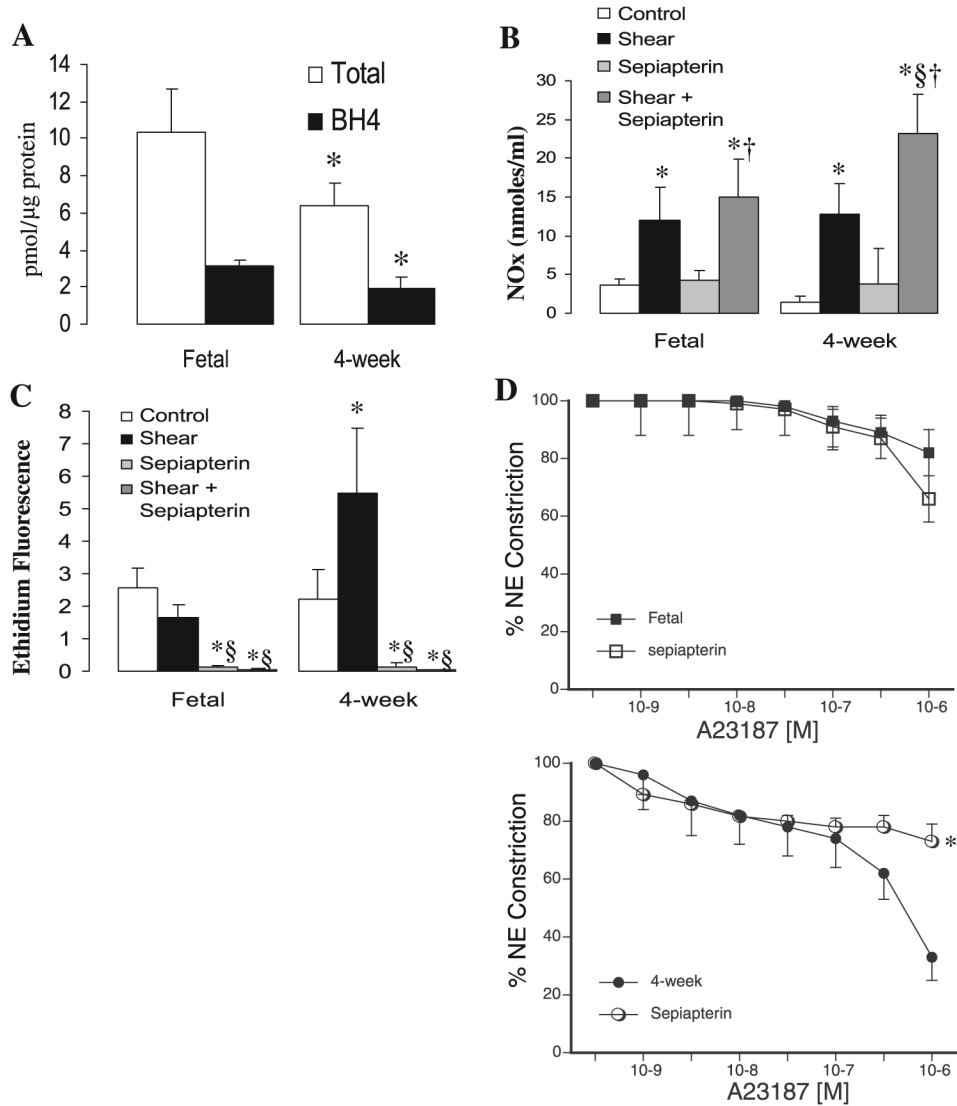 A
14
12
10
8
6
4
2
0
pmol/µg protein
Total
BH4
*
*
Fetal
4-week
B
Control
Shear
Sepiapterin
Shear +
Sepiapterin
30
25
20
15
10
5
0
NOx (nmoles/ml)
*
*†
*
*§†
Fetal
4-week
C
8
7
6
5
4
3
2
1
0
Ethidium Fluorescence
Control
Shear
Sepiapterin
Shear +
Sepiapterin
*§
*§
*
*§
*§
Fetal
4-week
D
100
80
60
40
20
0
% NE Constriction
Fetal
sepiapterin
10-9
10-8
10-7
10-6
A23187 [M]
100
80
60
40
20
0
% NE Constriction
*
4-week
Sepiapterin
10-9
10-8
10-7
10-6
A23187 [M]